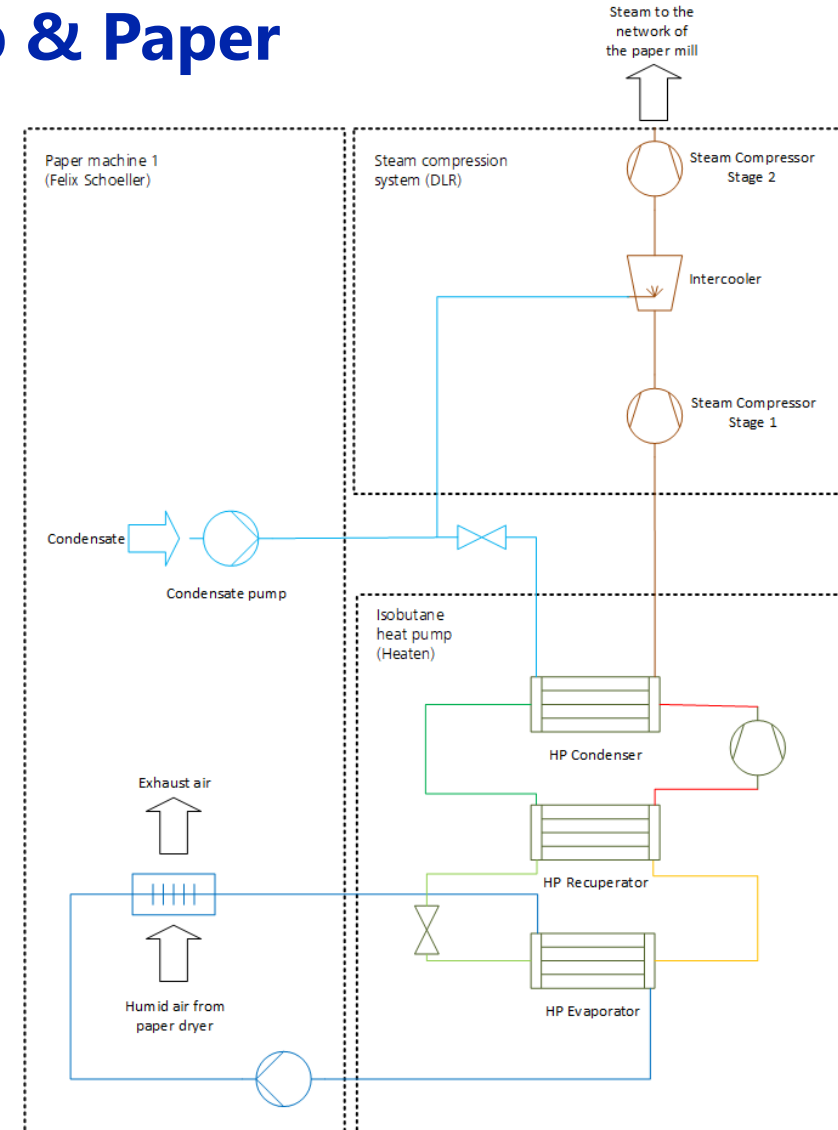 & Paper
Steam to the
network of
the paper mill
Paper machine 1
(Felix Schoeller)
Steam compression
system (DLR)
Steam Compressor
Stage 2
Intercooler
Steam Compressor
Stage 1
Condensate
Condensate pump
Isobutane
heat pump
(Heaten)
HP Condenser
Exhaust air
HP Recuperator
Humid air from
paper dryer
HP Evaporator